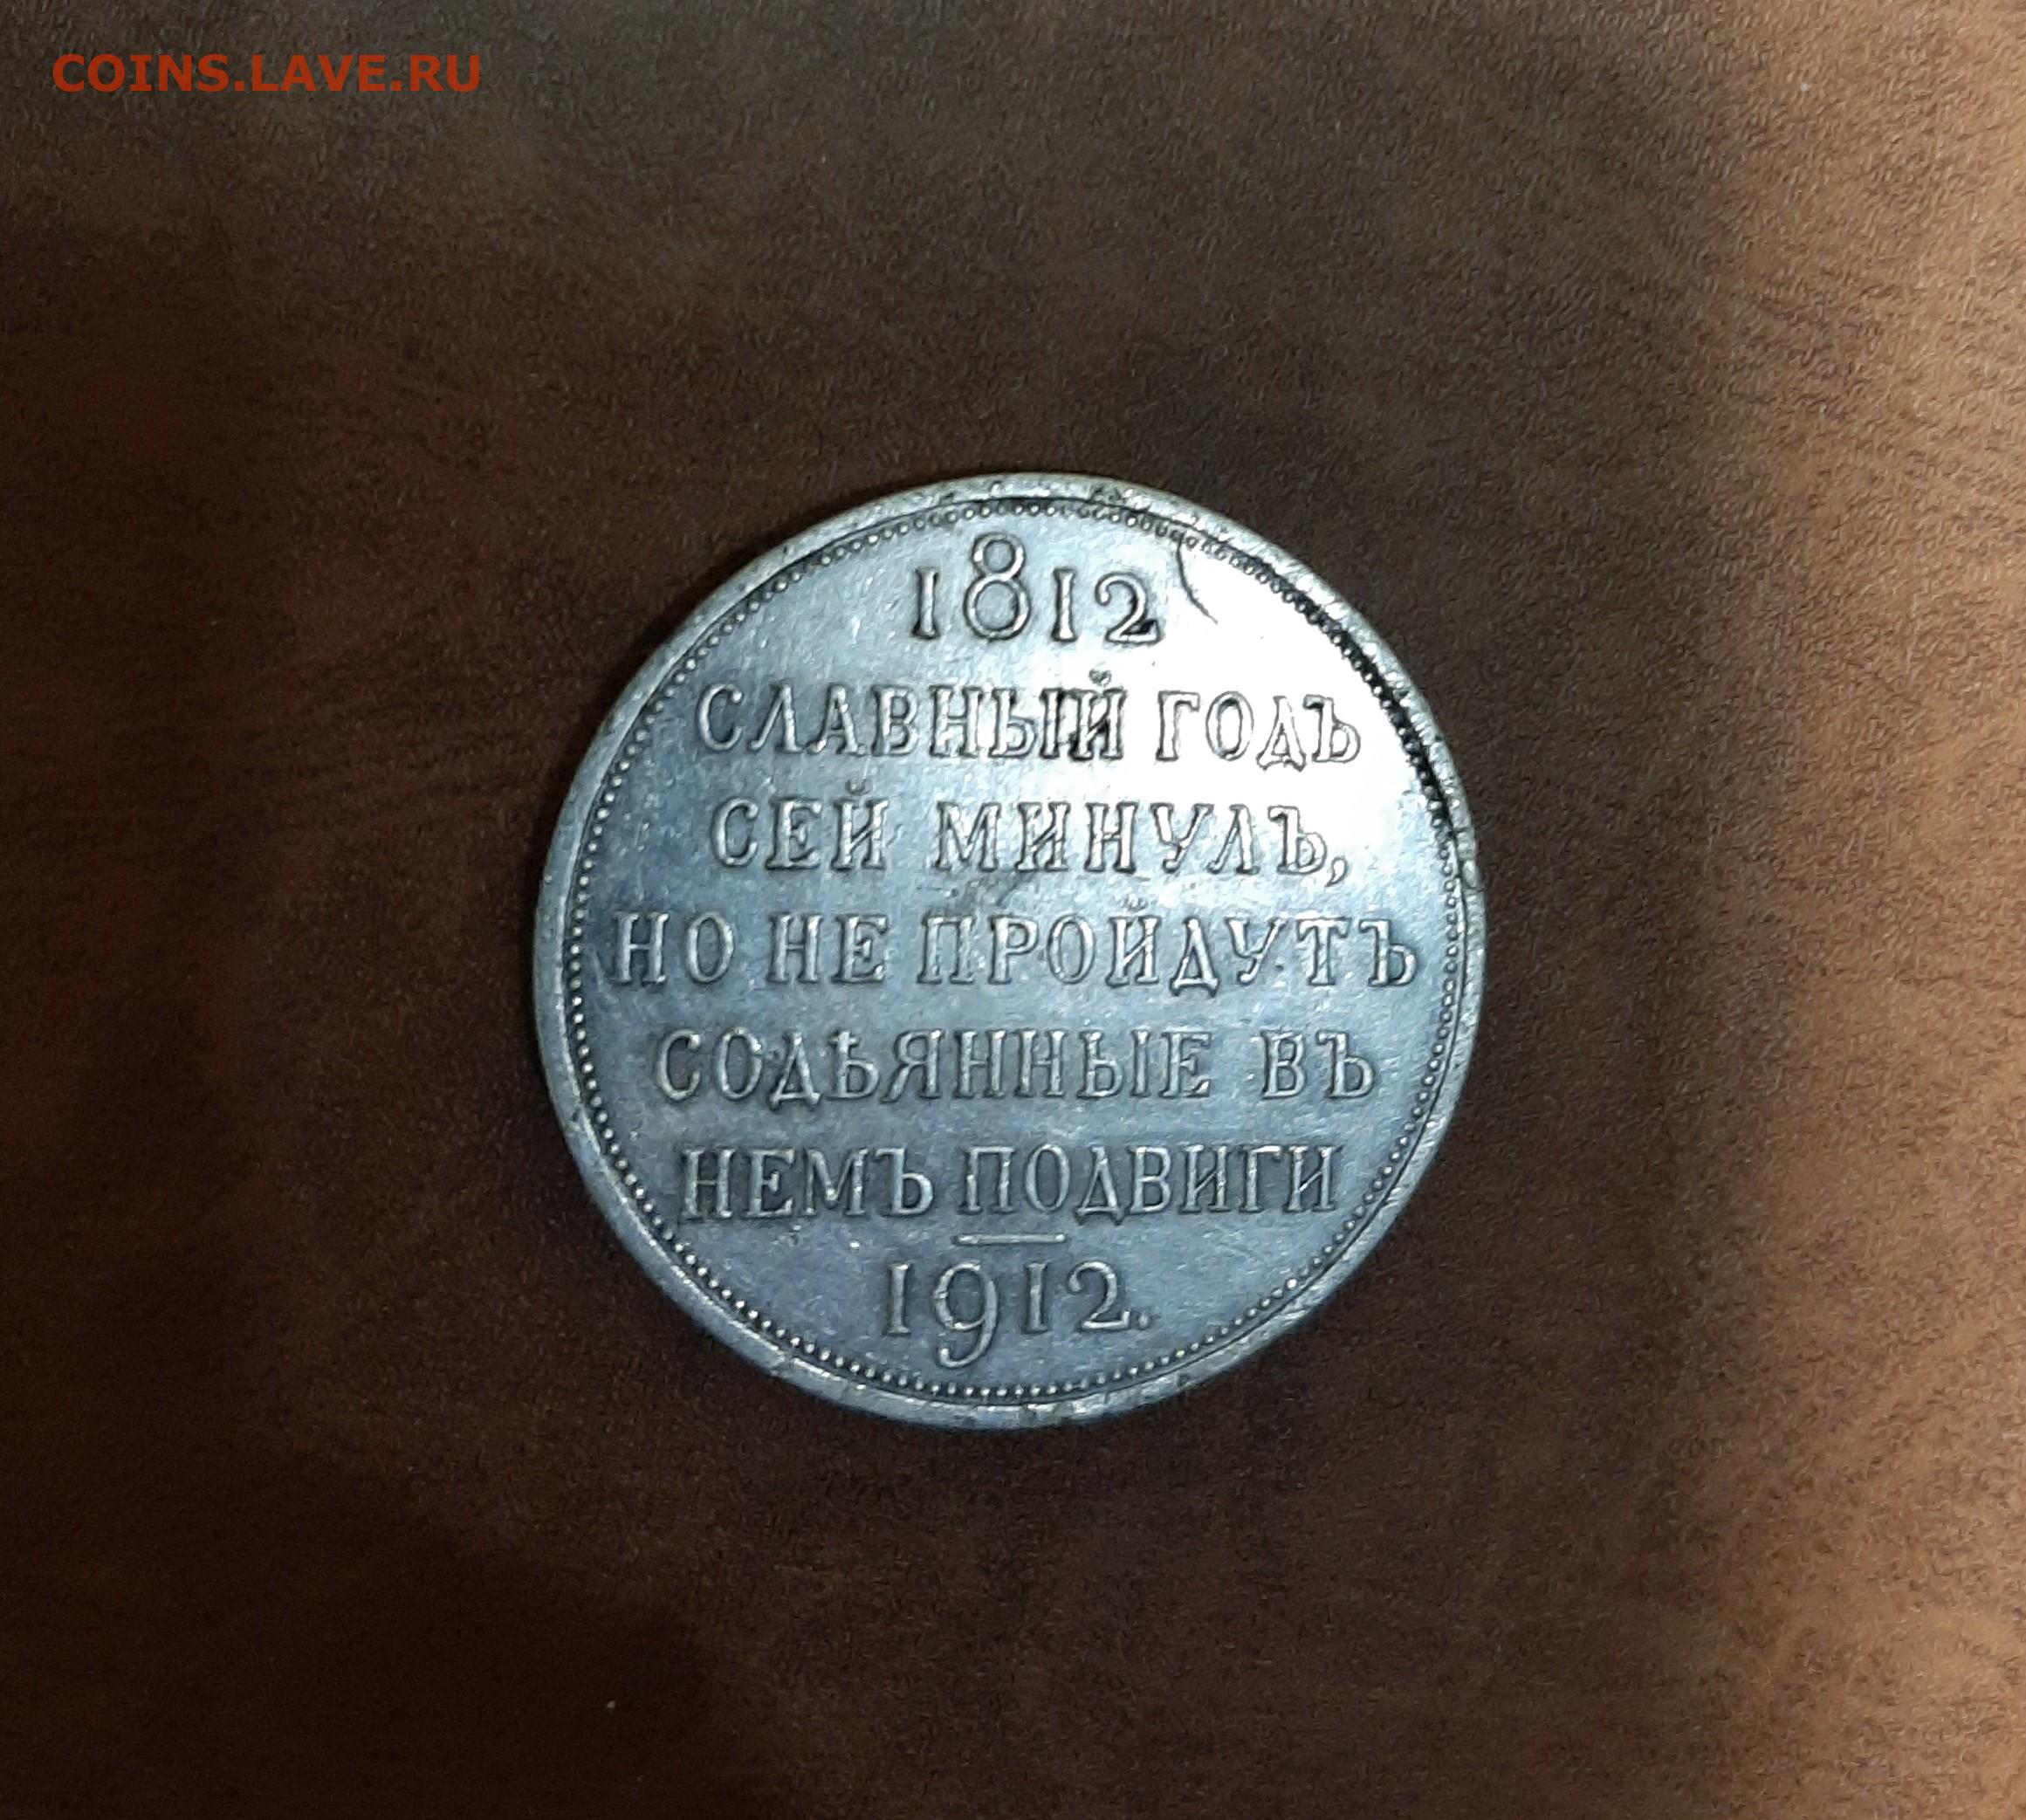 COINS.LAVE.RU
1812
СЛАВНЫЙ ГОДЪ
СЕЙ МИНУЛЪ,
НО НЕ ПРОЙДУТЪ
СОДѢЯННЫЕ ВЪ
НЕМЪ ПОДВИГИ
1912.